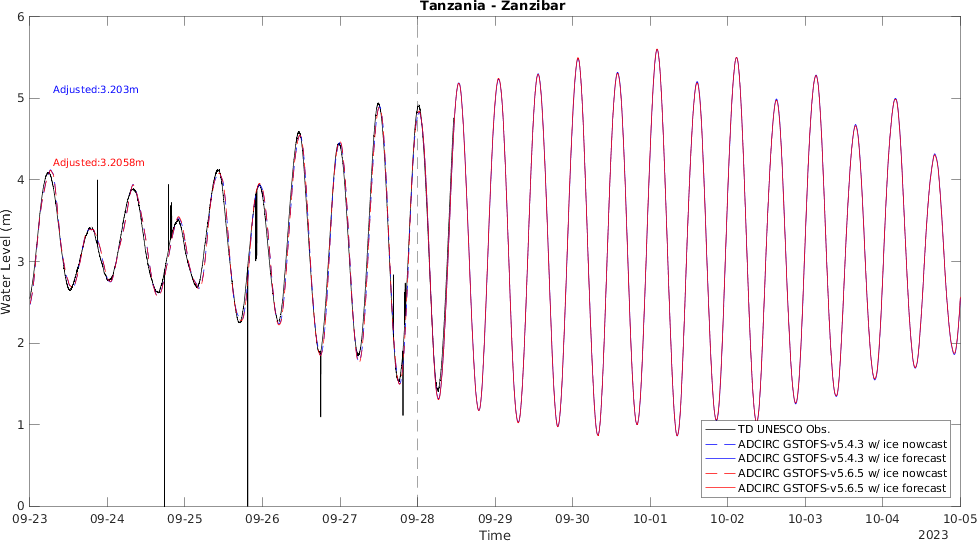 Tanzania - Zanzibar
6
5
4
3
2
1
0
Water Level (m)
Adjusted:3.203m
Adjusted:3.2058m
TD UNESCO Obs.
ADCIRC GSTOFS-v5.4.3 w/ ice nowcast
ADCIRC GSTOFS-v5.4.3 w/ ice forecast
ADCIRC GSTOFS-v5.6.5 w/ ice nowcast
ADCIRC GSTOFS-v5.6.5 w/ ice forecast
09-23 09-24 09-25 09-26 09-27 09-28 09-29 09-30 10-01 10-02 10-03 10-04 10-05
Time
2023